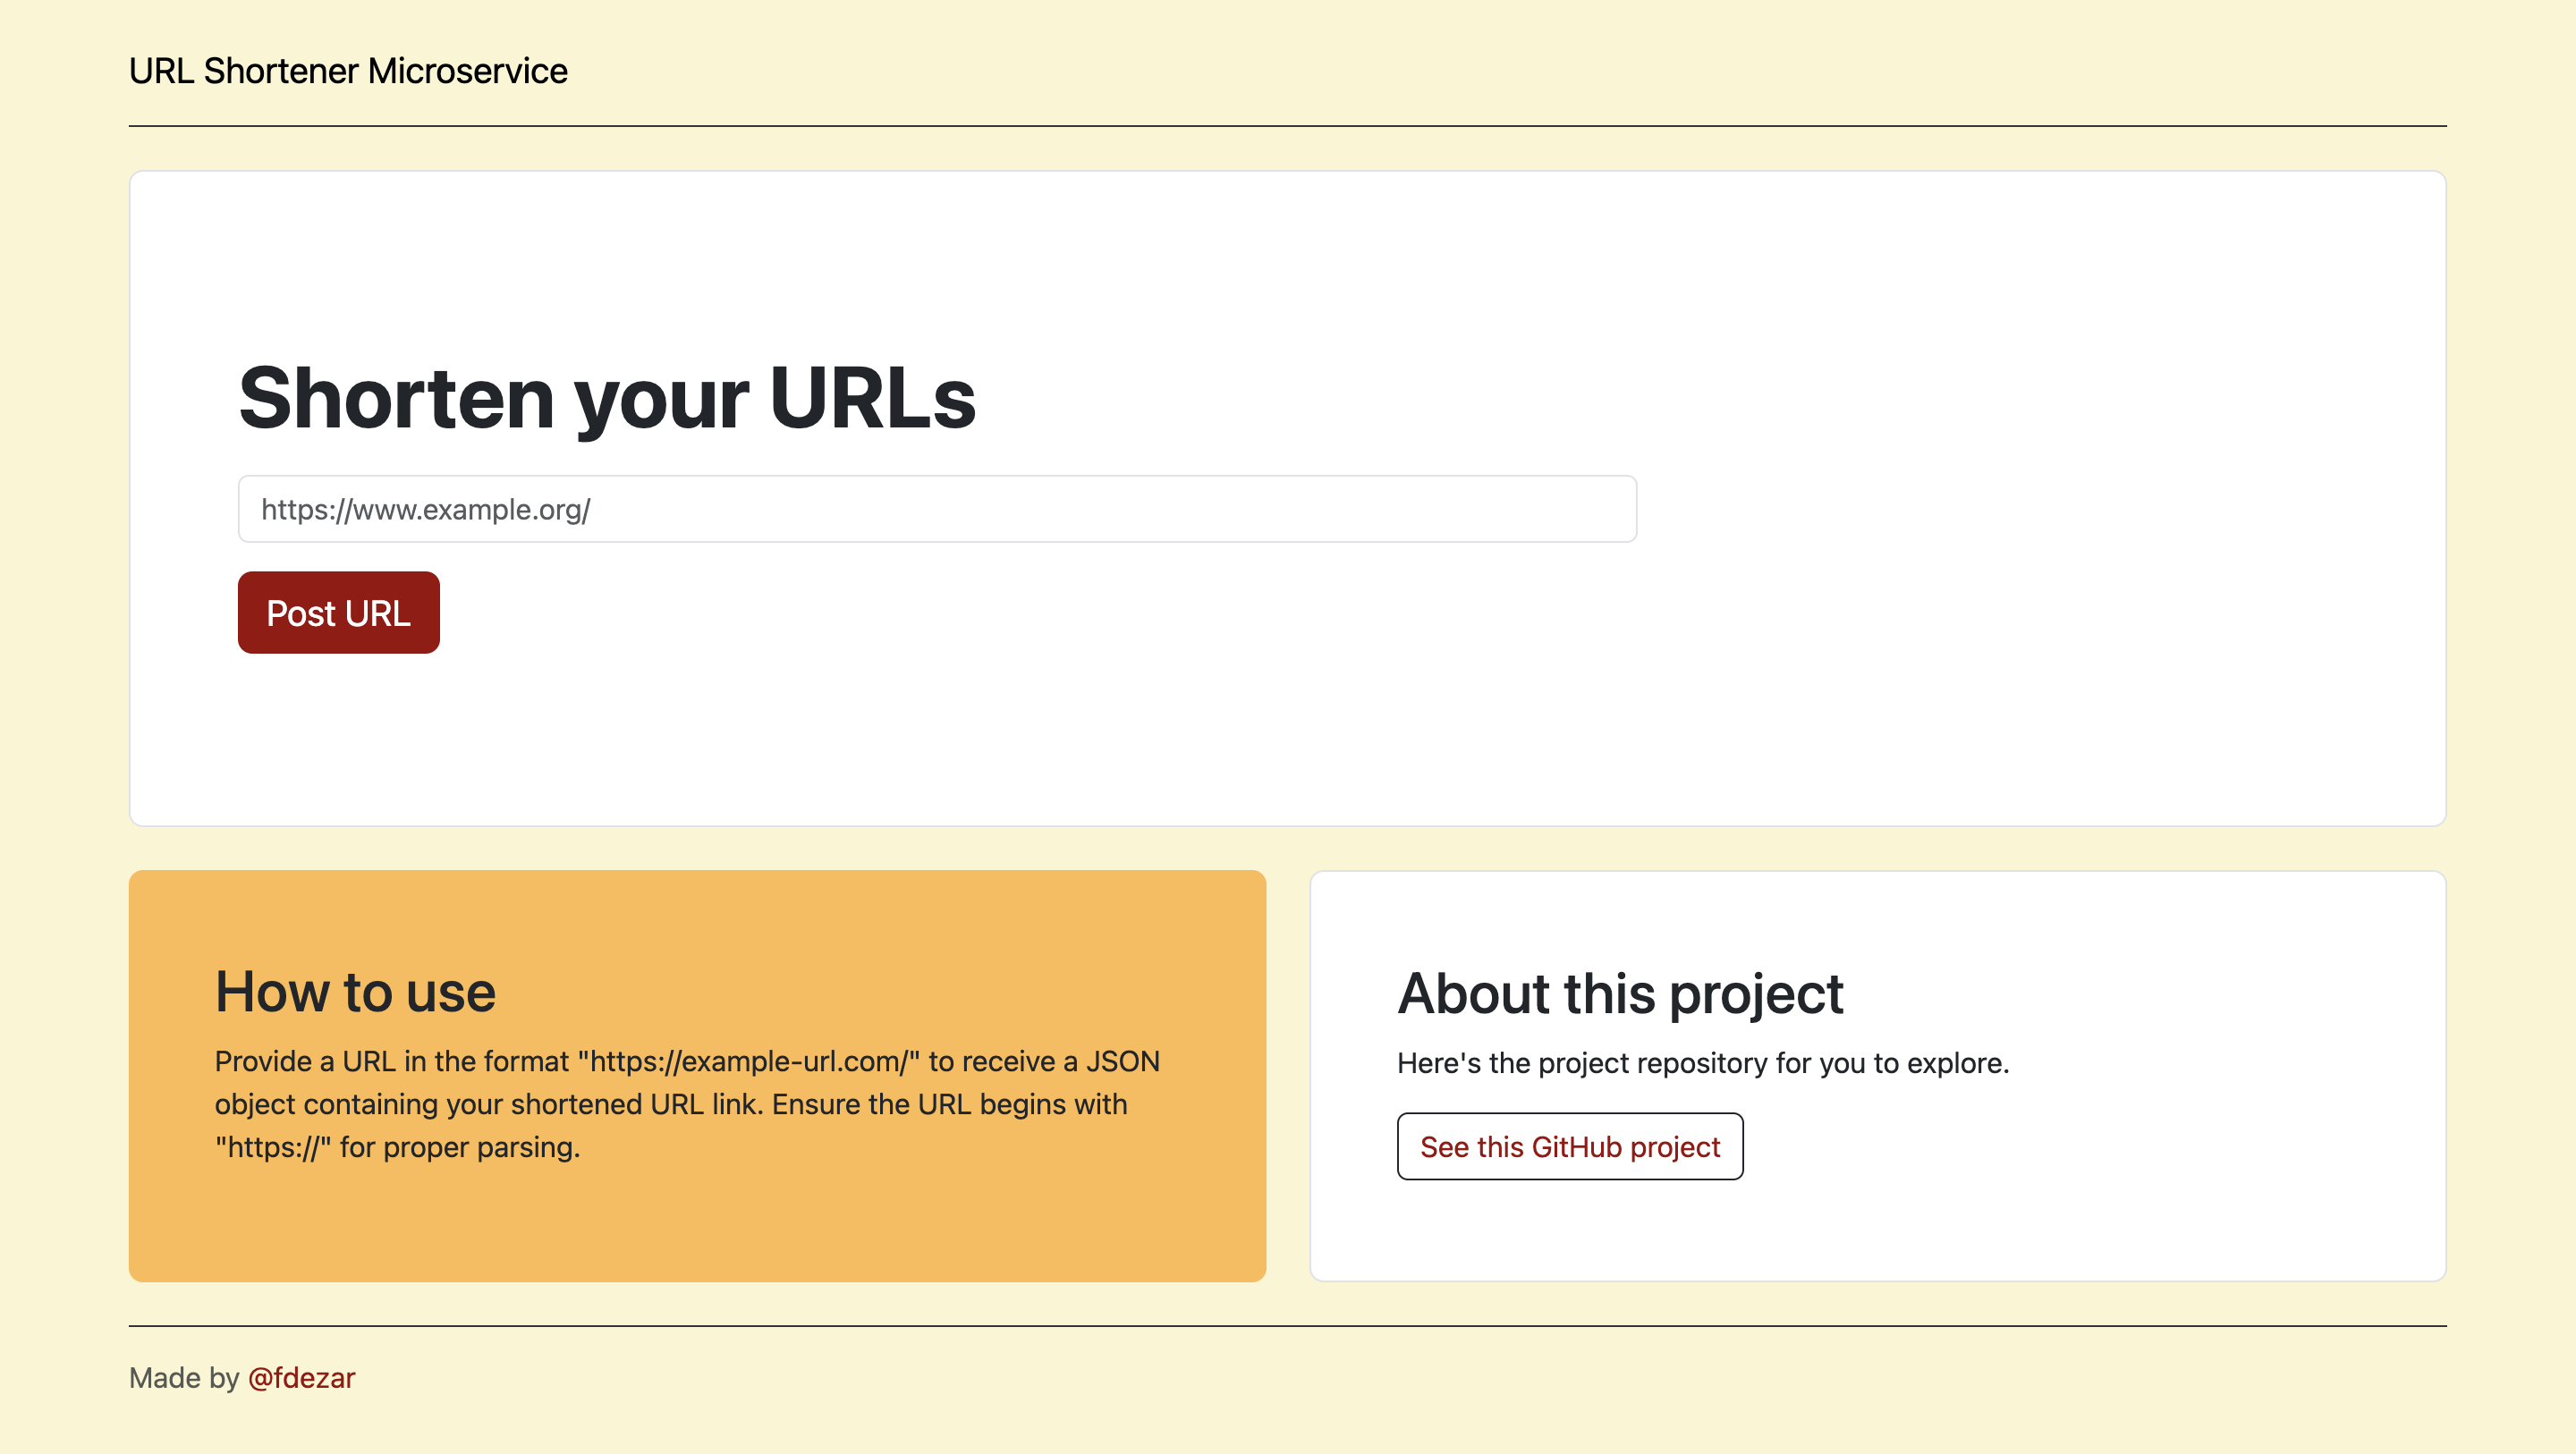 URL Shortener Microservice
Shorten your URLs
https://www.example.org/
Post URL
How to use
Provide a URL in the format "https://example-url.com/" to receive a JSON
object containing your shortened URL link. Ensure the URL begins with
"https://" for proper parsing.
About this project
Here's the project repository for you to explore.
See this GitHub project
Made by @fdezar